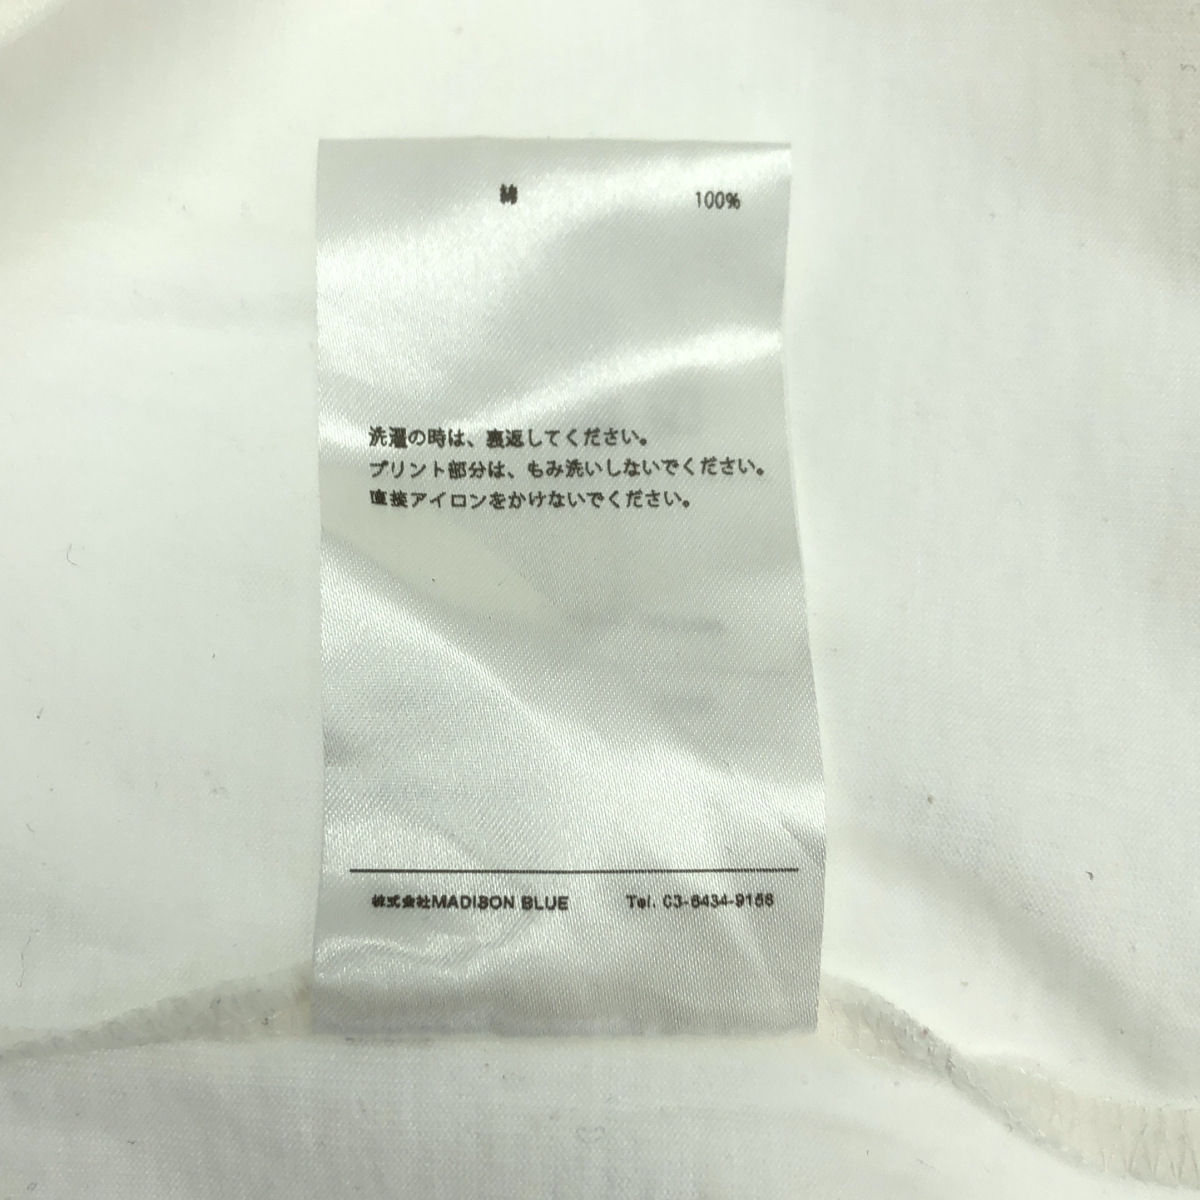 綿 100%
洗濯の時は、裏返してください。
プリント部分は、もみ洗いしないでください。
直接アイロンをかけないでください。
株式会社MADISON BLUE Tel. 03-6434-9156